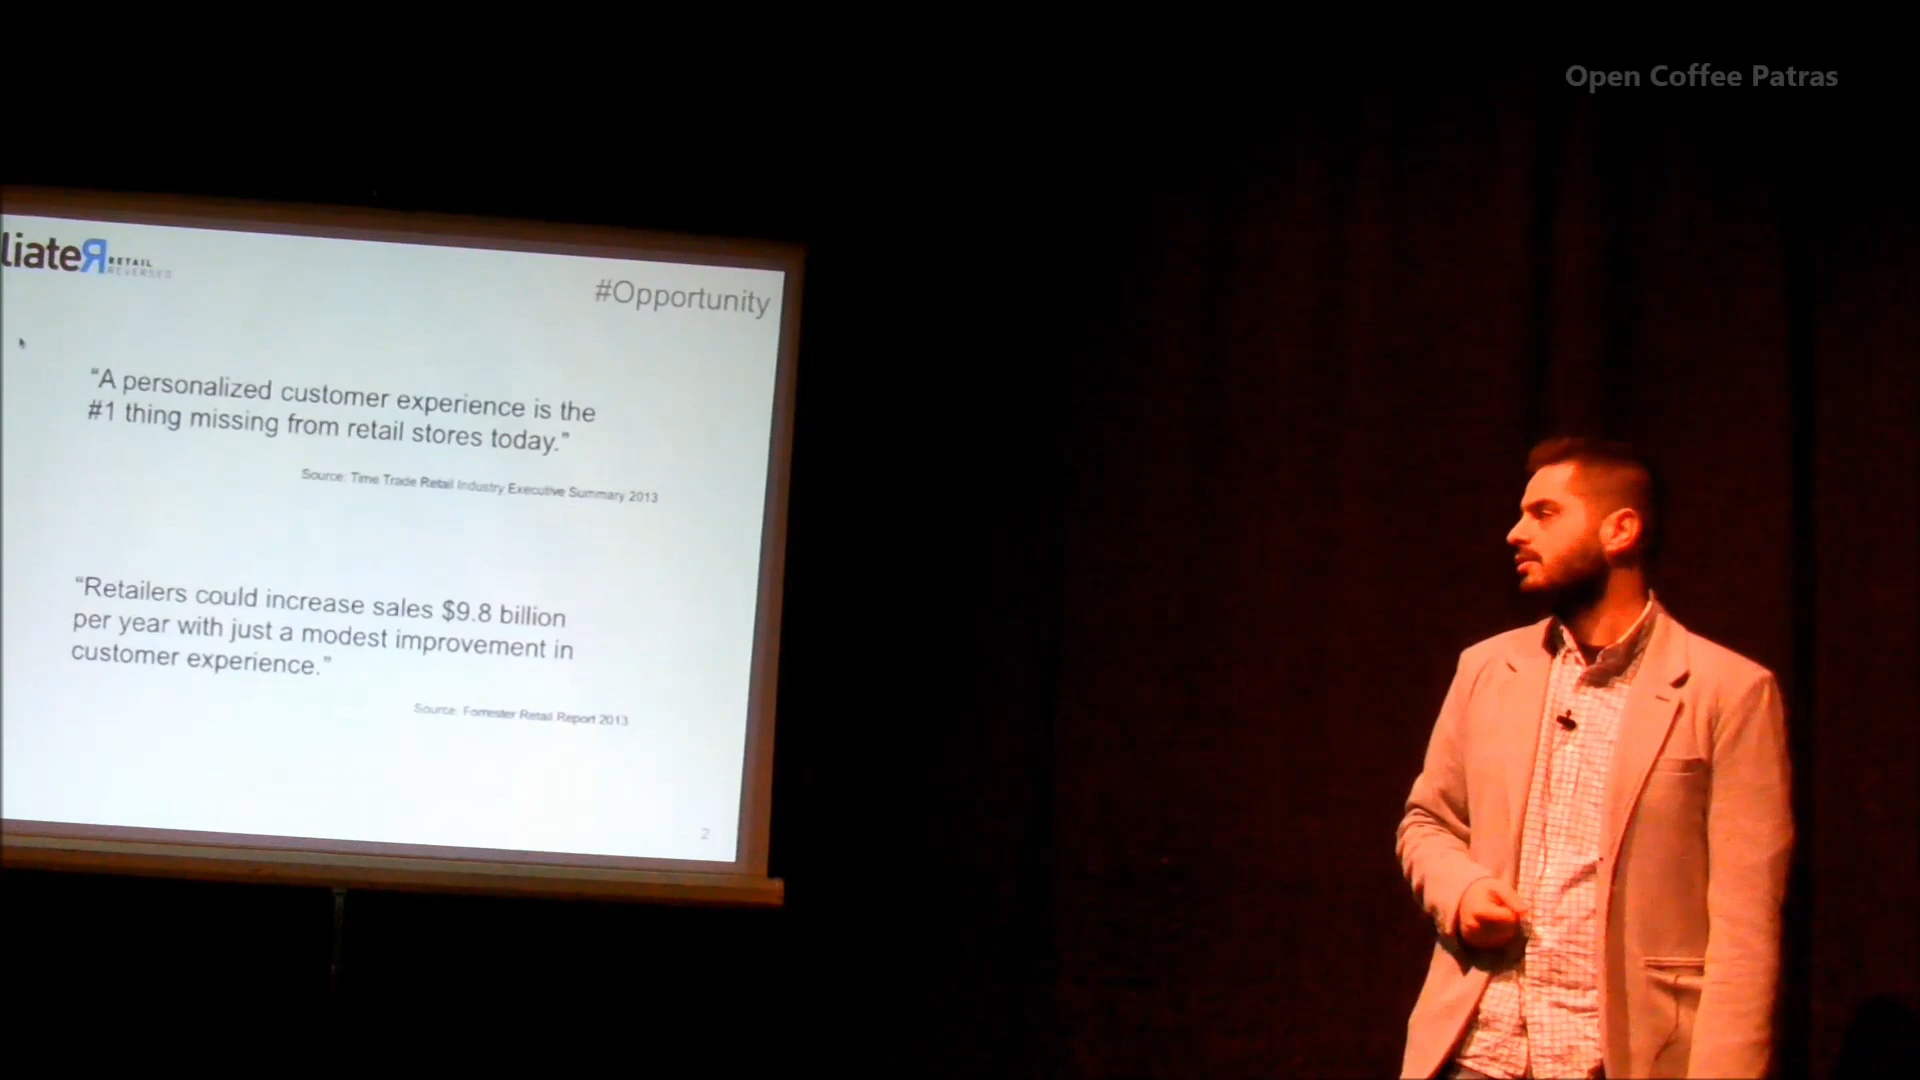 Open Coffee Patras
liateR RETAIL
REVERSED
#Opportunity
“A personalized customer experience is the
#1 thing missing from retail stores today.”
Source: Time Trade Retail Industry Executive Summary 2013
“Retailers could increase sales $9.8 billion
per year with just a modest improvement in
customer experience.”
Source: Forrester Retail Report 2013
2